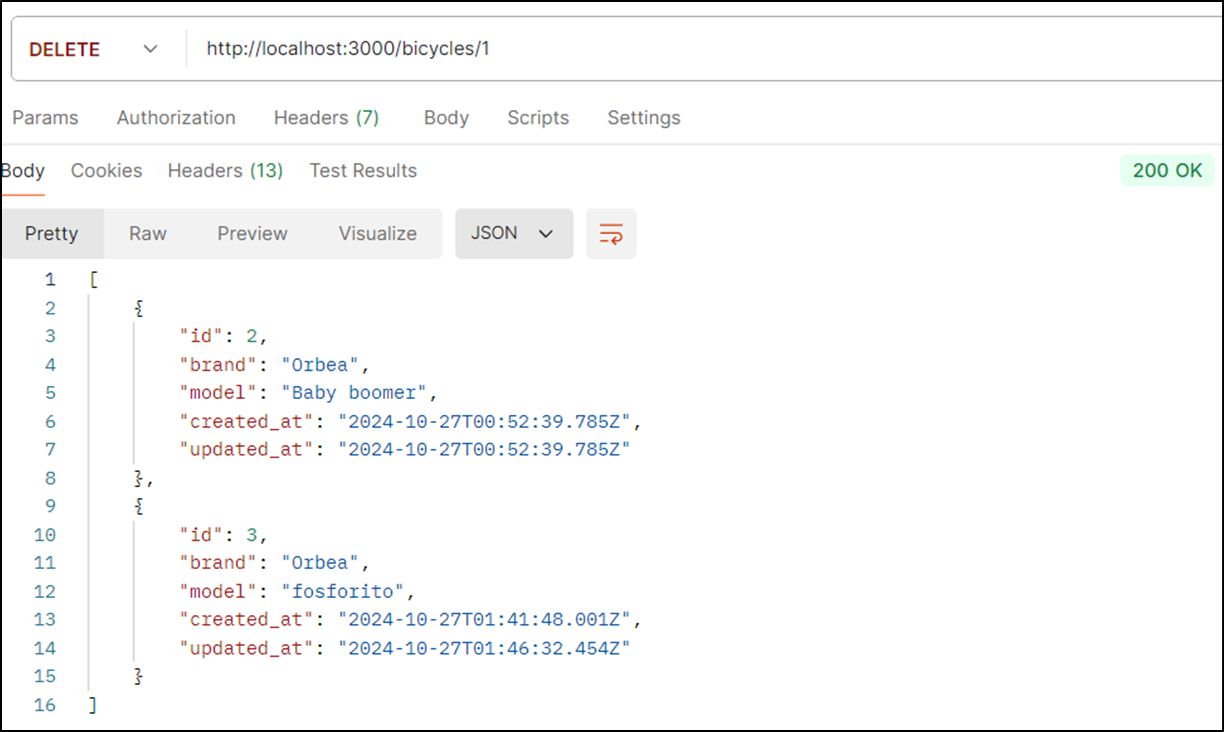 DELETE http://localhost:3000/bicycles/1
Params Authorization Headers (7) Body Scripts Settings
Body Cookies Headers (13) Test Results 200 OK
Pretty Raw Preview Visualize JSON
1 [
2 {
3 "id": 2,
4 "brand": "Orbea",
5 "model": "Baby boomer",
6 "created_at": "2024-10-27T00:52:39.785Z",
7 "updated_at": "2024-10-27T00:52:39.785Z"
8 },
9 {
10 "id": 3,
11 "brand": "Orbea",
12 "model": "fosforito",
13 "created_at": "2024-10-27T01:41:48.001Z",
14 "updated_at": "2024-10-27T01:46:32.454Z"
15 }
16 ]